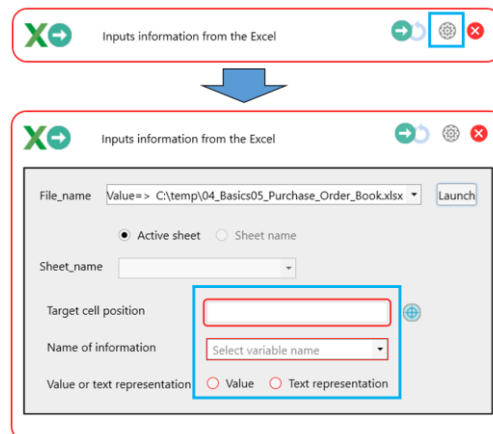 Inputs information from the Excel
Inputs information from the Excel
File_name Value=> C:\temp\04_Basics05_Purchase_Order_Book.xlsx Launch
Active sheet Sheet name
Sheet_name
Target cell position
Name of information Select variable name
Value or text representation Value Text representation